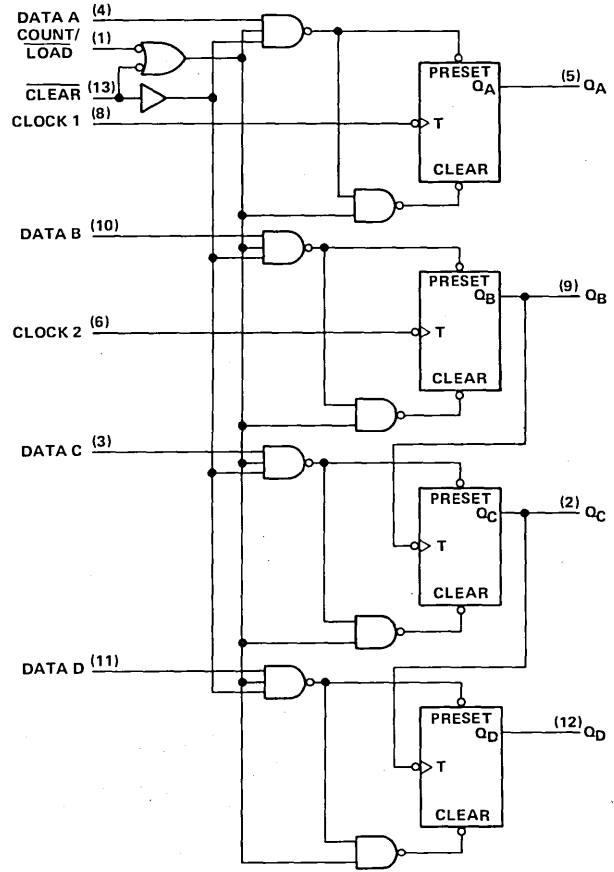 DATA A (4)
COUNT/
LOAD (1)
CLEAR (13)
CLOCK 1 (8)
PRESET
QA (5) QA
T
CLEAR
DATA B (10)
PRESET
QB (9) QB
CLOCK 2 (6)
T
CLEAR
DATA C (3)
PRESET
QC (2) QC
T
CLEAR
DATA D (11)
PRESET
QD (12) QD
T
CLEAR